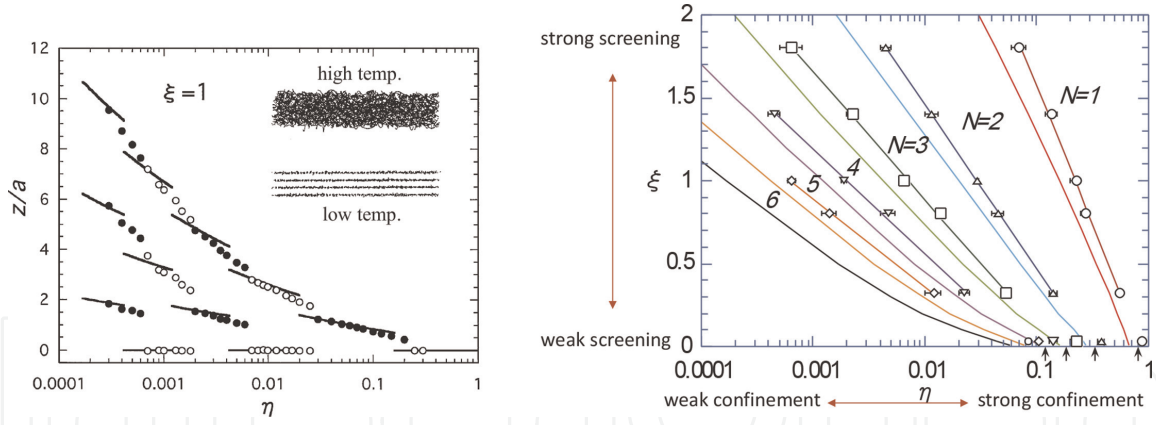 12
10
8
6
4
2
0
z/a
ξ=1
high temp.
low temp.
0.0001
0.001
0.01
0.1
1
η
strong screening
weak screening
2
1.5
1
0.5
0
ξ
N=1
N=2
N=3
4
5
6
0.0001
0.001
0.01
0.1
1
η
weak confinement
strong confinement